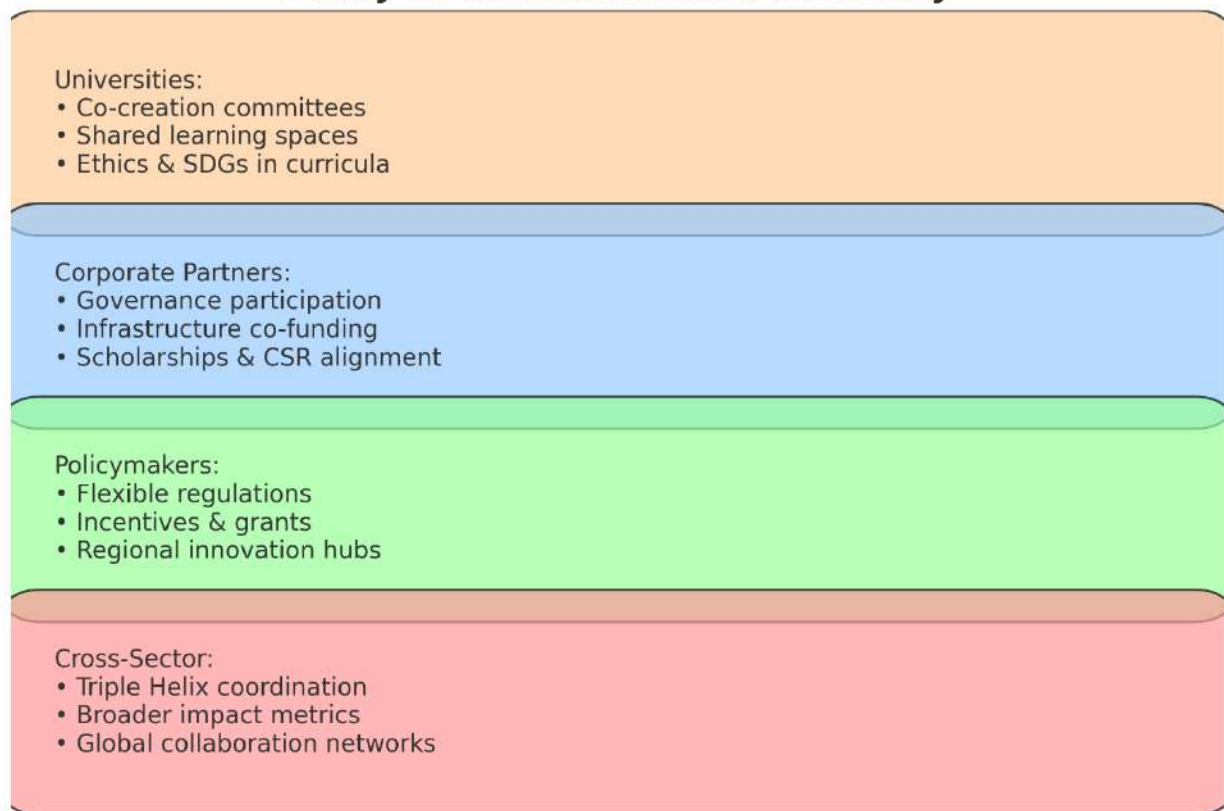 Universities:
• Co-creation committees
• Shared learning spaces
• Ethics & SDGs in curricula
Corporate Partners:
• Governance participation
• Infrastructure co-funding
• Scholarships & CSR alignment
Policymakers:
• Flexible regulations
• Incentives & grants
• Regional innovation hubs
Cross-Sector:
• Triple Helix coordination
• Broader impact metrics
• Global collaboration networks